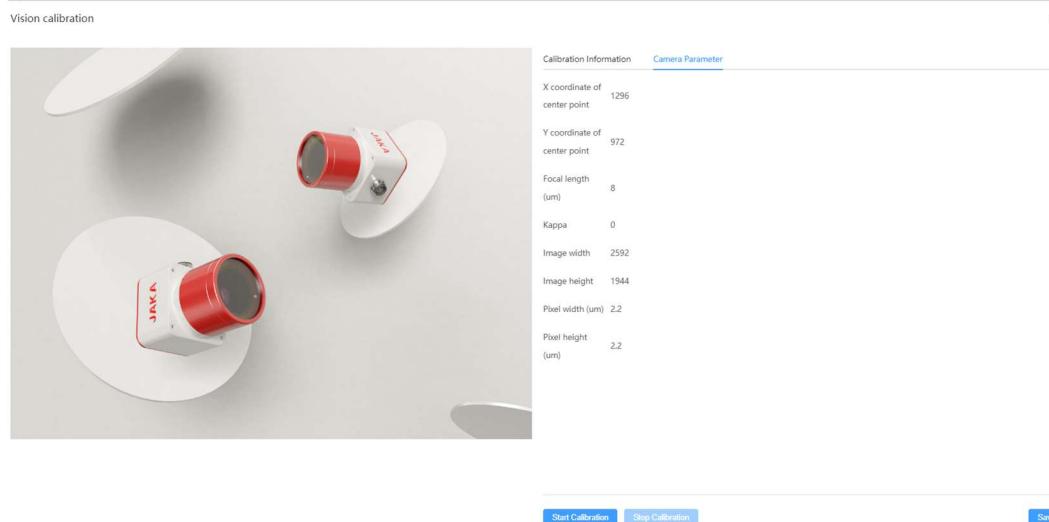 Vision calibration
Calibration Information
Camera Parameter
X coordinate of
center point
1296
Y coordinate of
center point
972
Focal length
(um)
8
Kappa
0
Image width
2592
Image height
1944
Pixel width (um)
2.2
Pixel height
(um)
2.2
JAKA
JAKA
Start Calibration
Stop Calibration